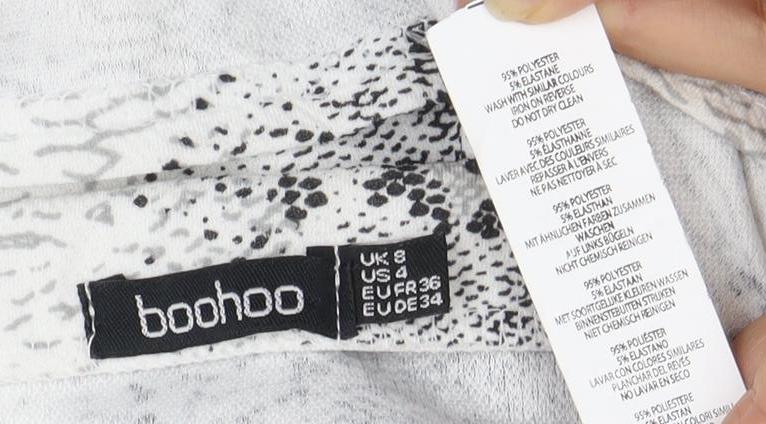 boohoo
UK 8
US 4
EU FR 36
EU DE 34
95% POLYESTER
5% ELASTANE
WASH WITH SIMILAR COLOURS
IRON ON REVERSE
DO NOT DRY CLEAN
95% POLYESTER
5% ÉLASTHANNE
LAVER AVEC DES COULEURS SIMILAIRES
REPASSER À L'ENVERS
NE PAS NETTOYER À SEC
95% POLYESTER
5% ELASTHAN
MIT ÄHNLICHEN FARBEN ZUSAMMEN
WASCHEN
AUF LINKS BÜGELN
NICHT CHEMISCH REINIGEN
95% POLYESTER
5% ELASTAAN
MET SOORTGELIJKE KLEUREN WASSEN
BINNENSTEBUITEN STRIJKEN
NIET CHEMISCH REINIGEN
95% POLIÉSTER
5% ELASTANO
LAVAR CON COLORES SIMILARES
PLANCHAR DEL REVÉS
NO LAVAR EN SECO
95% POLIESTERE
5% ELASTAN